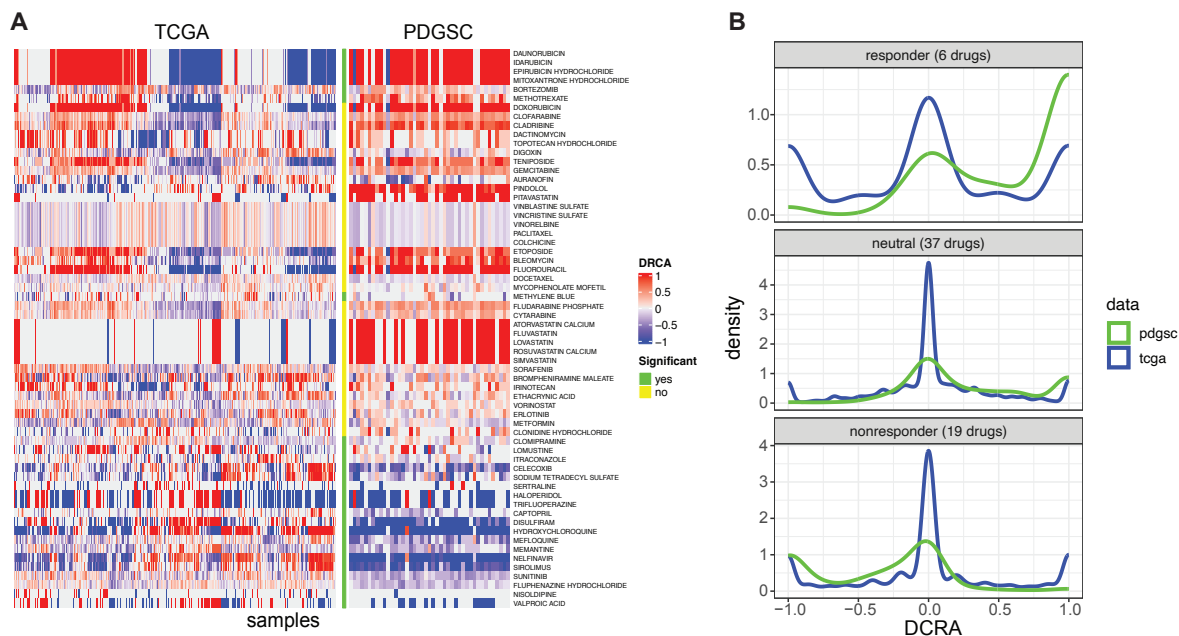 A
TCGA
PDGSC
DAUNORUBICIN
IDARUBICIN
EPIRUBICIN HYDROCHLORIDE
MITOXANTRONE HYDROCHLORIDE
BORTEZOMIB
METHOTREXATE
DOXORUBICIN
CLOFARABINE
CLADRIBINE
DACTINOMYCIN
TOPOTECAN HYDROCHLORIDE
DIGOXIN
TENIPOSIDE
GEMCITABINE
AURANOFIN
PINDOLOL
PITAVASTATIN
VINBLASTINE SULFATE
VINCRISTINE SULFATE
VINORELBINE
PACLITAXEL
COLCHICINE
ETOPOSIDE
BLEOMYCIN
FLUOROURACIL
DOCETAXEL
MYCOPHENOLATE MOFETIL
METHYLENE BLUE
FLUDARABINE PHOSPHATE
CYTARABINE
ATORVASTATIN CALCIUM
FLUVASTATIN
LOVASTATIN
ROSUVASTATIN CALCIUM
SIMVASTATIN
SORAFENIB
BROMPHENIRAMINE MALEATE
IRINOTECAN
ETHACRYNIC ACID
VORINOSTAT
ERLOTINIB
METFORMIN
CLONIDINE HYDROCHLORIDE
CLOMIPRAMINE
LOMUSTINE
ITRACONAZOLE
CELECOXIB
SODIUM TETRADECYL SULFATE
SERTRALINE
HALOPERIDOL
TRIFLUOPERAZINE
CAPTOPRIL
DISULFIRAM
HYDROXYCHLOROQUINE
MEFLOQUINE
MEMANTINE
NELFINAVIR
SIROLIMUS
SUNITINIB
FLUPHENAZINE HYDROCHLORIDE
NISOLDIPINE
VALPROIC ACID
samples
DRCA
1
0.5
0
−0.5
−1
Significant
yes
no
B
responder (6 drugs)
1.0
0.5
0.0
neutral (37 drugs)
4
3
2
1
0
nonresponder (19 drugs)
4
3
2
1
0
−1.0 −0.5 0.0 0.5 1.0
DCRA
density
data
pdgsc
tcga